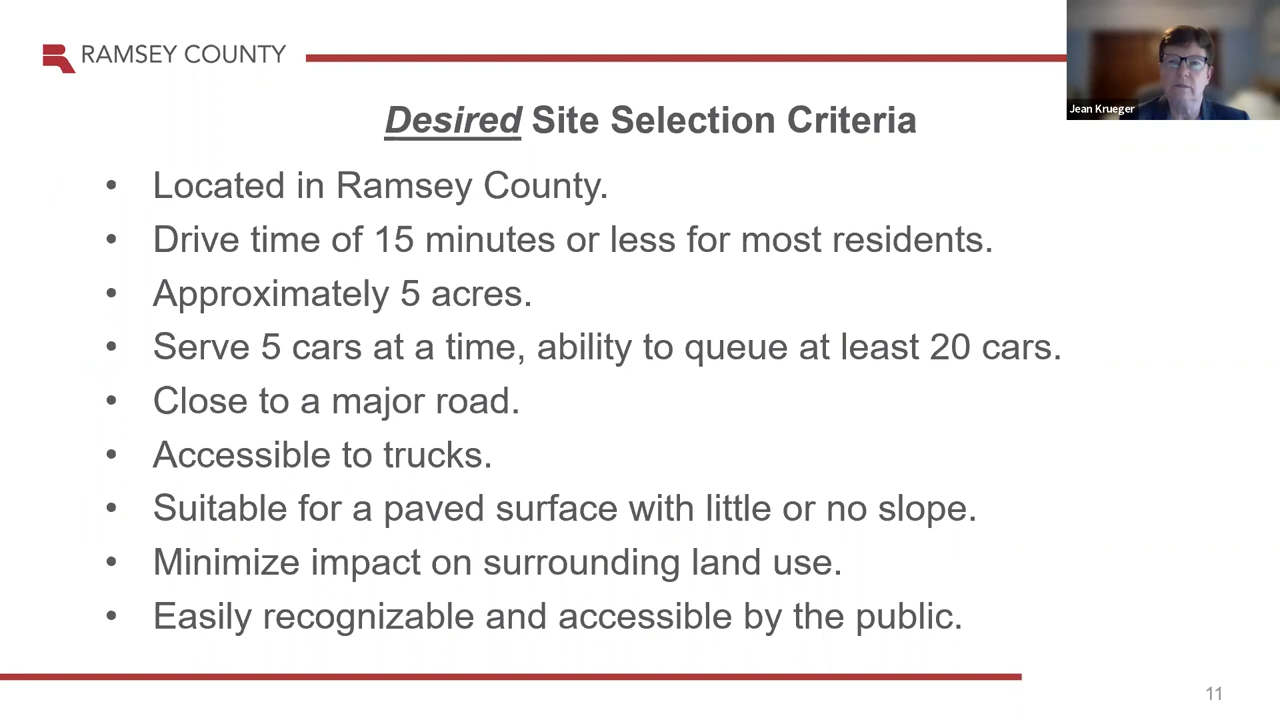 RAMSEY COUNTY
Jean Krueger
Desired Site Selection Criteria
• Located in Ramsey County.
• Drive time of 15 minutes or less for most residents.
• Approximately 5 acres.
• Serve 5 cars at a time, ability to queue at least 20 cars.
• Close to a major road.
• Accessible to trucks.
• Suitable for a paved surface with little or no slope.
• Minimize impact on surrounding land use.
• Easily recognizable and accessible by the public.
11